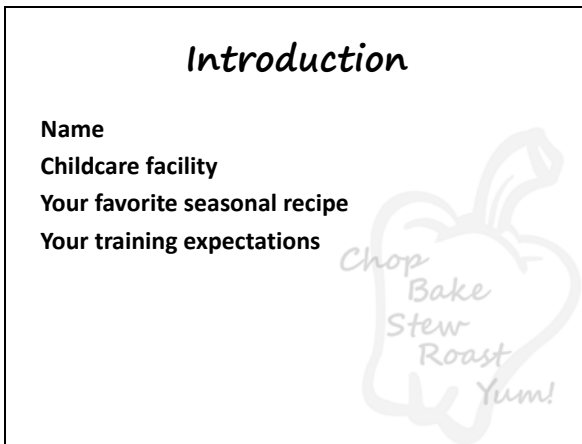 Introduction
Name
Childcare facility
Your favorite seasonal recipe
Your training expectations
Chop
Bake
Stew
Roast
Yum!